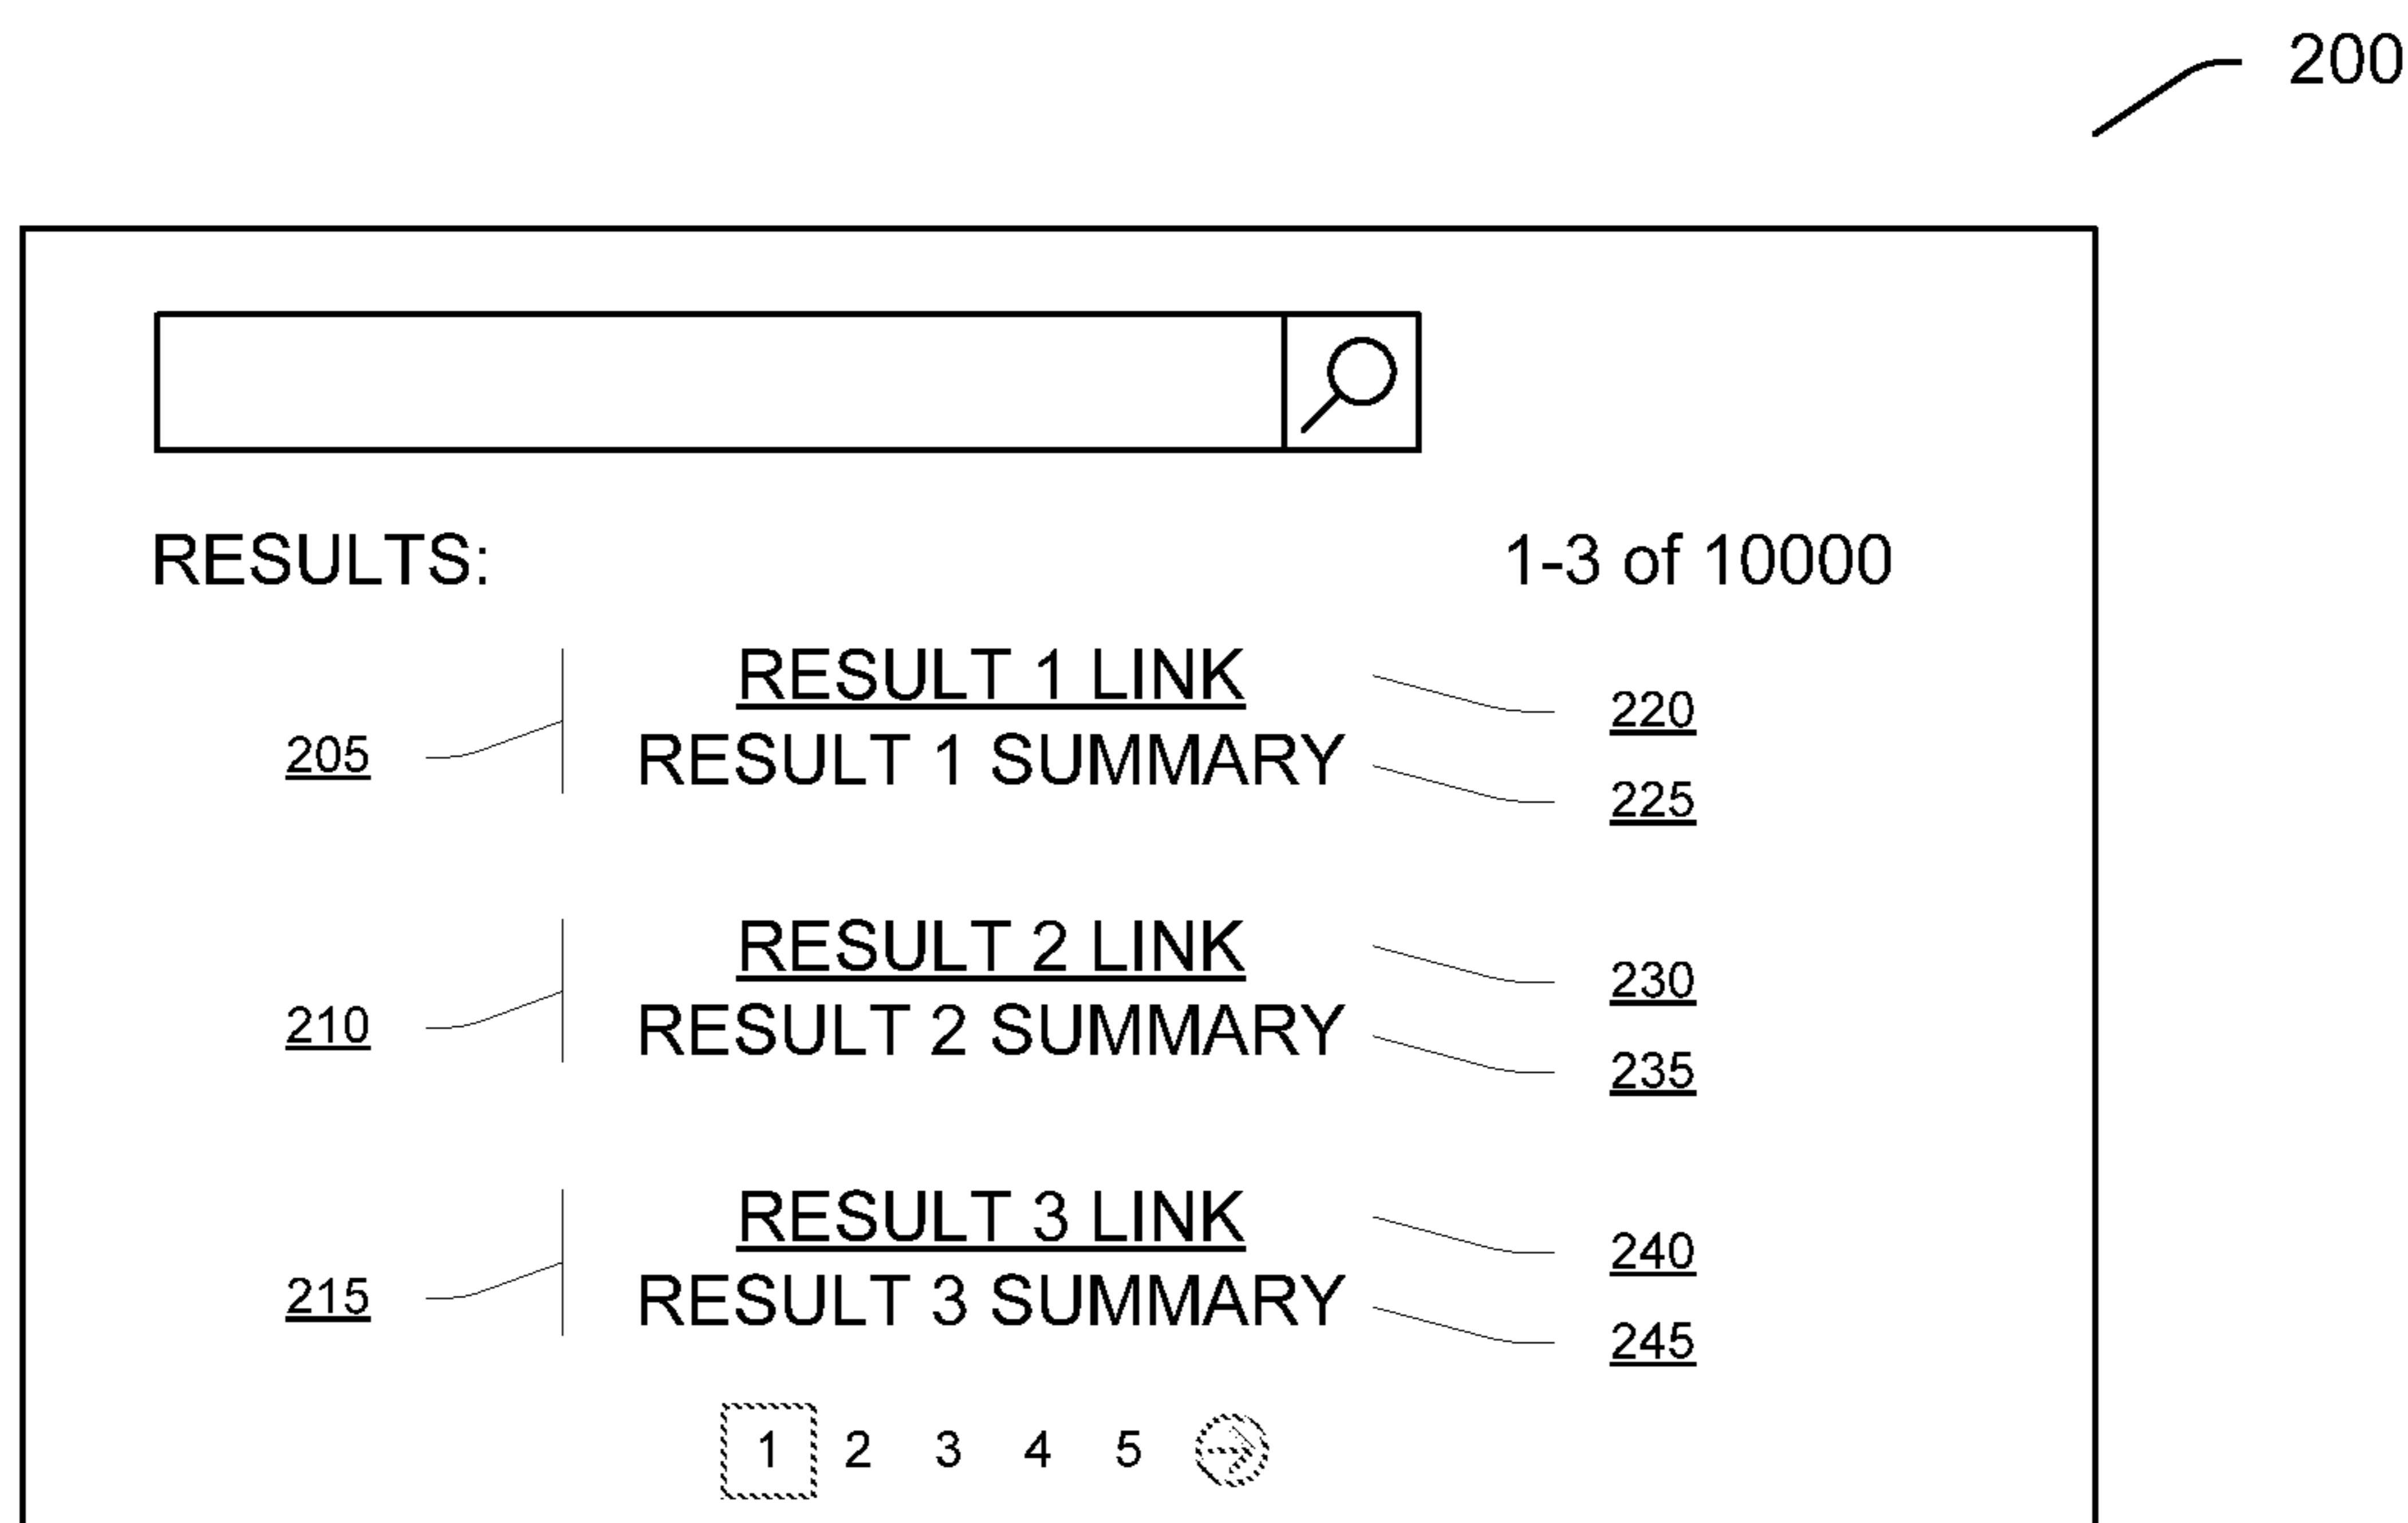 200
RESULTS: 1-3 of 10000
RESULT 1 LINK 220
205 RESULT 1 SUMMARY 225
RESULT 2 LINK 230
210 RESULT 2 SUMMARY 235
RESULT 3 LINK 240
215 RESULT 3 SUMMARY 245
1 2 3 4 5